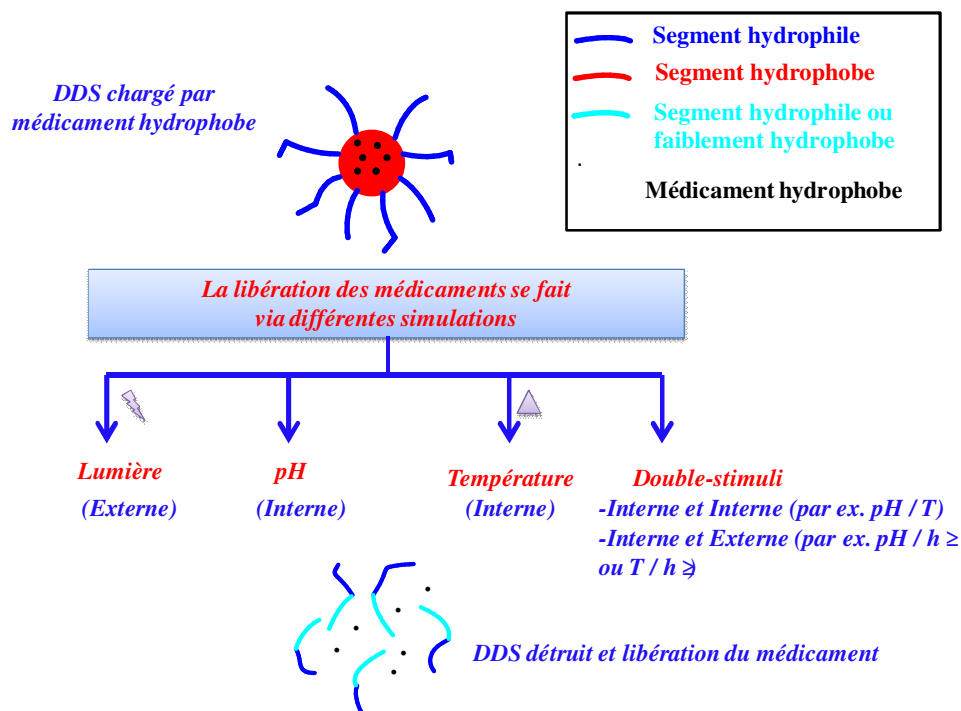 DDS chargé par
médicament hydrophobe
Segment hydrophile
Segment hydrophobe
Segment hydrophile ou
faiblement hydrophobe
Médicament hydrophobe
La libération des médicaments se fait
via différentes simulations
Lumière
(Externe)
pH
(Interne)
Température
(Interne)
Double-stimuli
-Interne et Interne (par ex. pH / T)
-Interne et Externe (par ex. pH / h ≥
ou T / h ≥)
DDS détruit et libération du médicament